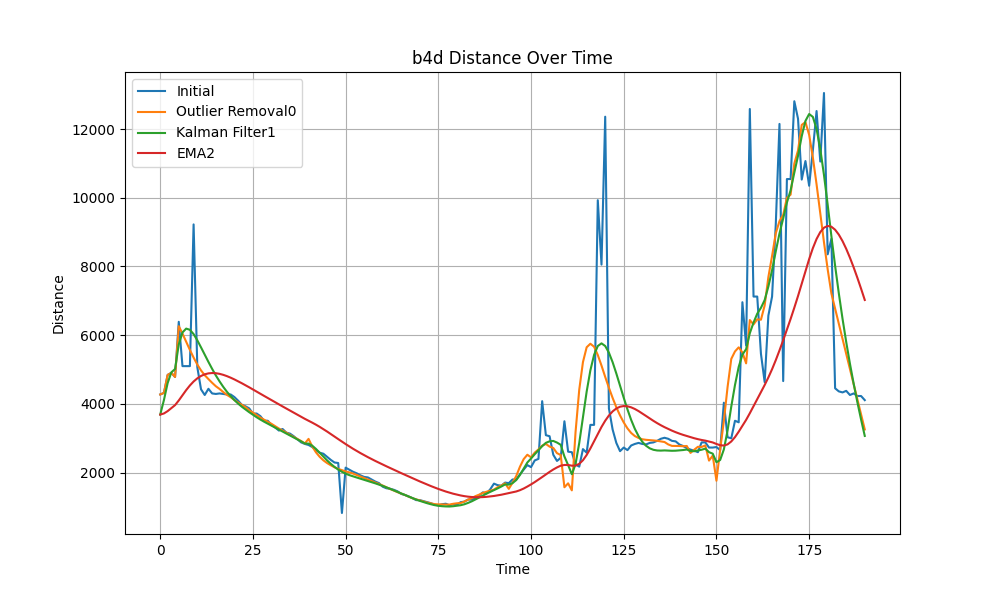 b4d Distance Over Time
Initial
Outlier Removal0
Kalman Filter1
EMA2
12000
10000
8000
6000
4000
2000
Distance
0 25 50 75 100 125 150 175
Time